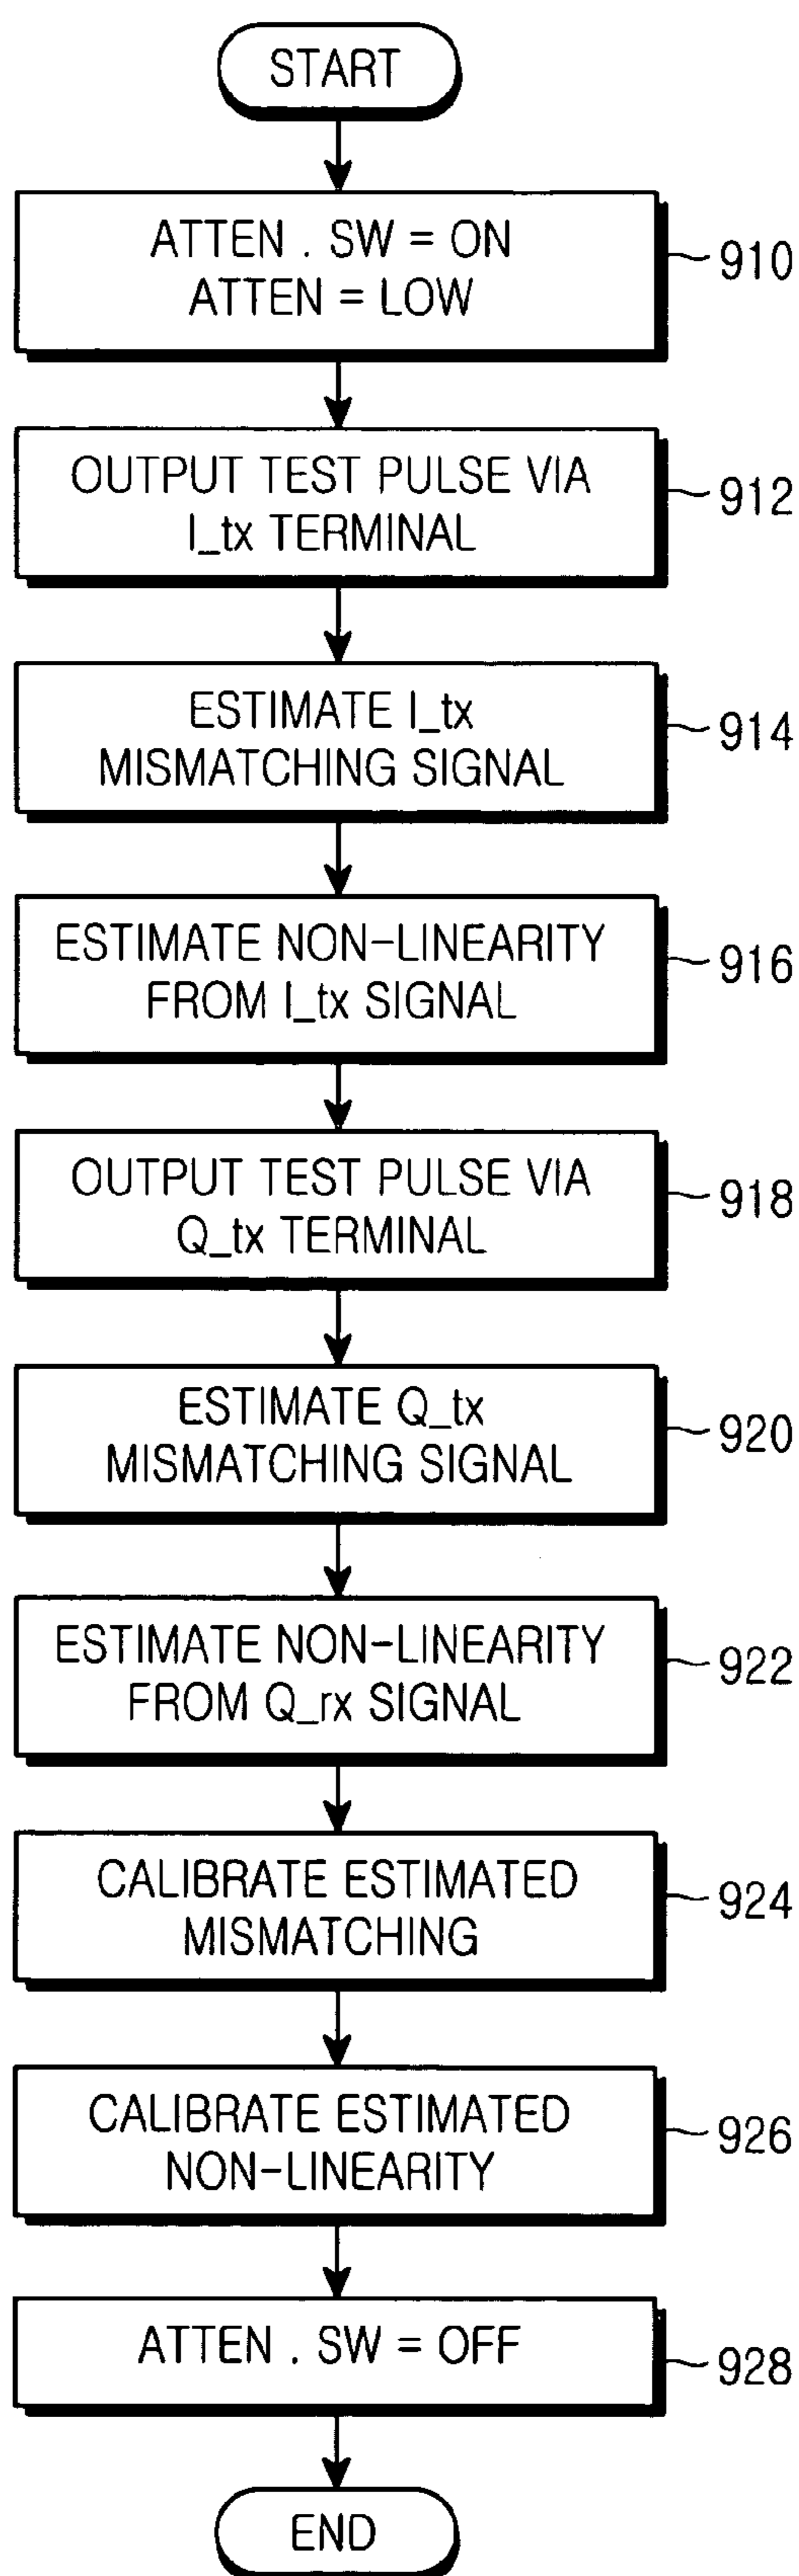 START
ATTEN . SW = ON
ATTEN = LOW
910
OUTPUT TEST PULSE VIA
I_tx TERMINAL
912
ESTIMATE I_tx
MISMATCHING SIGNAL
914
ESTIMATE NON-LINEARITY
FROM I_tx SIGNAL
916
OUTPUT TEST PULSE VIA
Q_tx TERMINAL
918
ESTIMATE Q_tx
MISMATCHING SIGNAL
920
ESTIMATE NON-LINEARITY
FROM Q_rx SIGNAL
922
CALIBRATE ESTIMATED
MISMATCHING
924
CALIBRATE ESTIMATED
NON-LINEARITY
926
ATTEN . SW = OFF
928
END